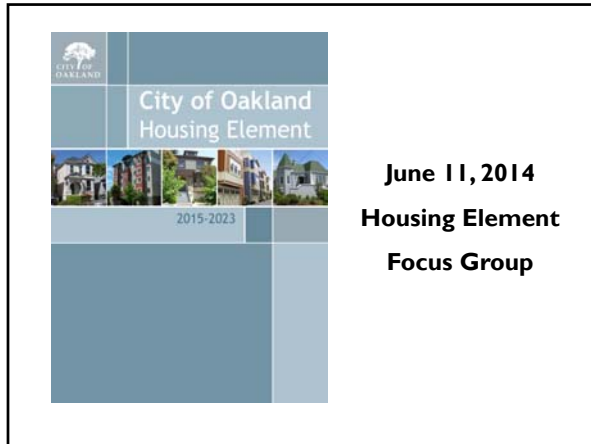 CITY OF
OAKLAND
City of Oakland
Housing Element
2015-2023
June 11, 2014
Housing Element
Focus Group